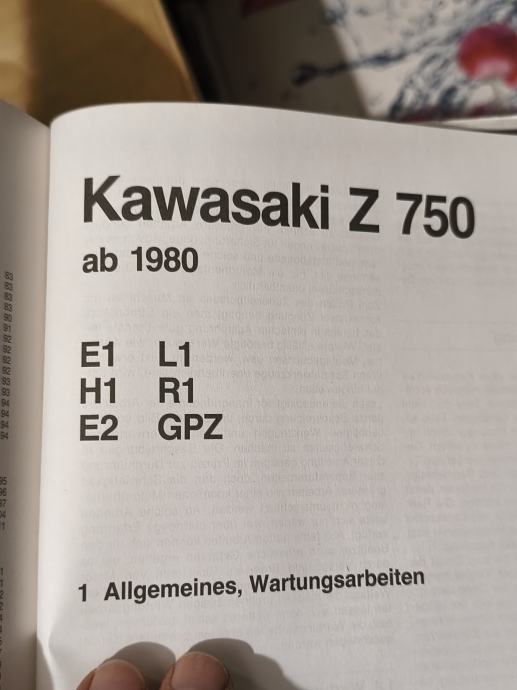 Kawasaki Z 750
ab 1980
E1 L1
H1 R1
E2 GPZ
1 Allgemeines, Wartungsarbeiten